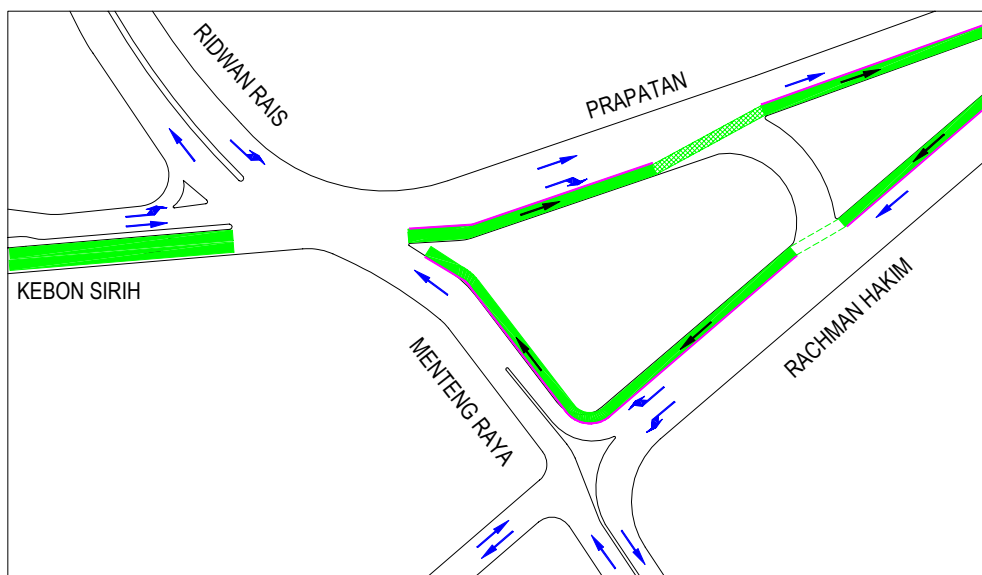 RIDWAN RAIS
PRAPATAN
KEBON SIRIH
MENTENG RAYA
RACHMAN HAKIM